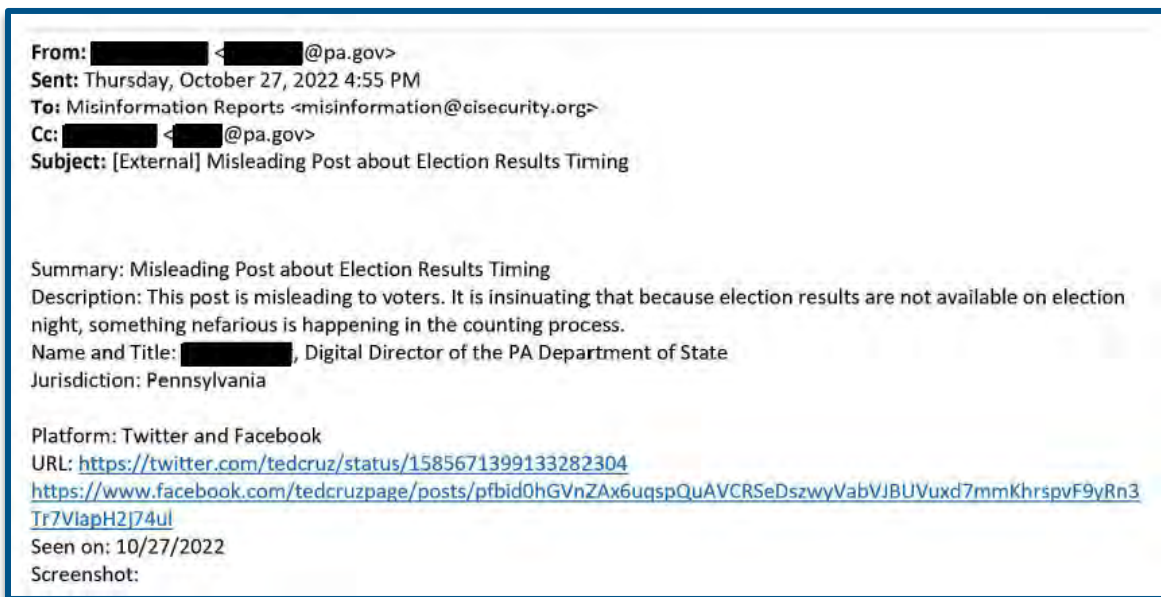 From: < @pa.gov>
Sent: Thursday, October 27, 2022 4:55 PM
To: Misinformation Reports <misinformation@cisecurity.org>
Cc: < @pa.gov>
Subject: [External] Misleading Post about Election Results Timing
Summary: Misleading Post about Election Results Timing
Description: This post is misleading to voters. It is insinuating that because election results are not available on election
night, something nefarious is happening in the counting process.
Name and Title: , Digital Director of the PA Department of State
Jurisdiction: Pennsylvania
Platform: Twitter and Facebook
URL: https://twitter.com/tedcruz/status/1585671399133282304
https://www.facebook.com/tedcruzpage/posts/pfbid0hGVnZAx6uqspQuAVCRSeDszwyVabVJBUVuxd7mmKhrspvF9yRn3
Tr7VlapH2J74ul
Seen on: 10/27/2022
Screenshot: